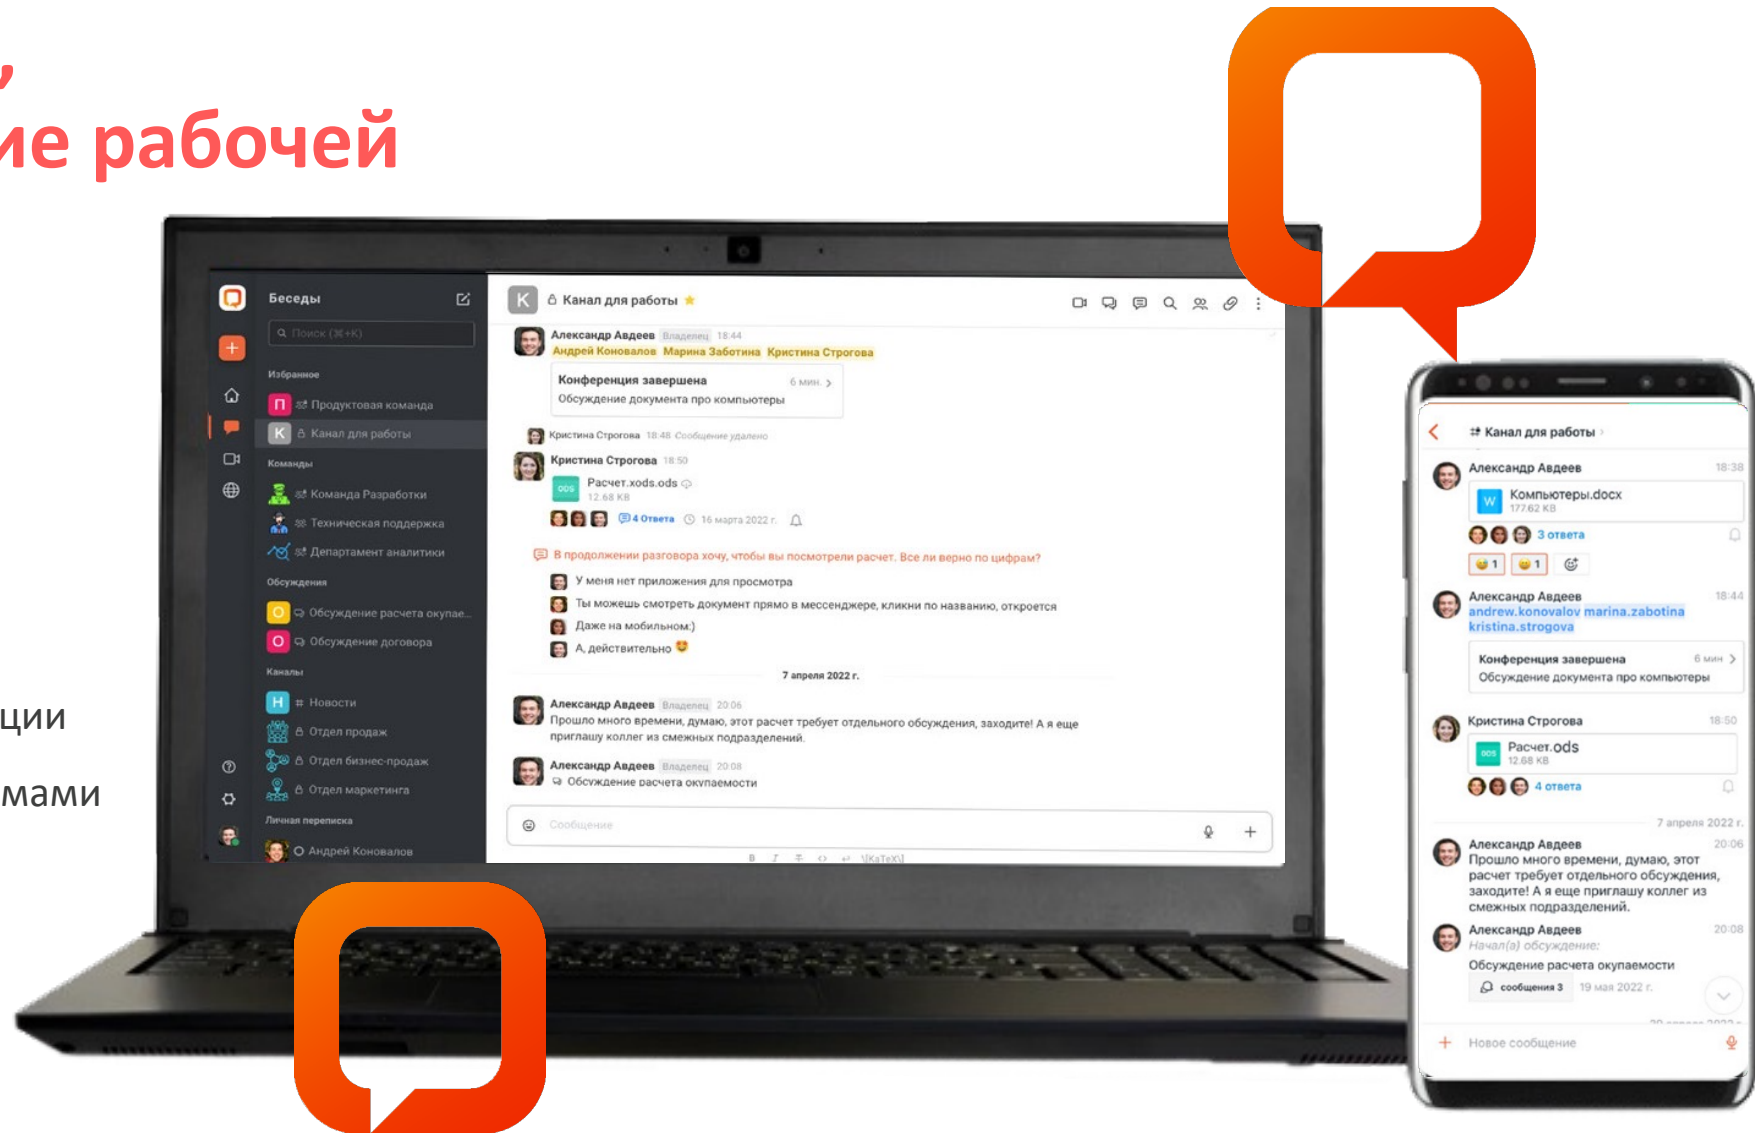 ,
ие рабочей
ции
мами
Беседы
Поиск (⌘+K)
Избранное
П Продуктовая команда
К Канал для работы
Команды
Команда Разработки
Техническая поддержка
Департамент аналитики
Обсуждения
О Обсуждение расчета окупае...
О Обсуждение договора
Каналы
Н # Новости
Отдел продаж
Отдел бизнес-продаж
Отдел маркетинга
Личная переписка
Андрей Коновалов
К Канал для работы
Александр Авдеев Владелец 18:44
Андрей Коновалов Марина Заботина Кристина Строгова
Конференция завершена 6 мин. >
Обсуждение документа про компьютеры
Кристина Строгова 18:48 Сообщение удалено
Кристина Строгова 18:50
ods Расчет.xods.ods
12.68 KB
4 Ответа 16 марта 2022 г.
В продолжении разговора хочу, чтобы вы посмотрели расчет. Все ли верно по цифрам?
У меня нет приложения для просмотра
Ты можешь смотреть документ прямо в мессенджере, кликни по названию, откроется
Даже на мобильном:)
А, действительно
7 апреля 2022 г.
Александр Авдеев Владелец 20:06
Прошло много времени, думаю, этот расчет требует отдельного обсуждения, заходите! А я еще
приглашу коллег из смежных подразделений.
Александр Авдеев Владелец 20:08
Обсуждение расчета окупаемости
Сообщение
B I T <> ↵ \[KaTeX\]
Канал для работы >
Александр Авдеев 18:38
W Компьютеры.docx
177.62 KB
3 ответа
1 1
Александр Авдеев 18:44
andrew.konovalov marina.zabotina
kristina.strogova
Конференция завершена 6 мин >
Обсуждение документа про компьютеры
Кристина Строгова 18:50
ods Расчет.ods
12.68 KB
4 ответа
7 апреля 2022 г.
Александр Авдеев 20:06
Прошло много времени, думаю, этот
расчет требует отдельного обсуждения,
заходите! А я еще приглашу коллег из
смежных подразделений.
Александр Авдеев 20:08
Начал(а) обсуждение:
Обсуждение расчета окупаемости
сообщения 3 19 мая 2022 г.
Новое сообщение